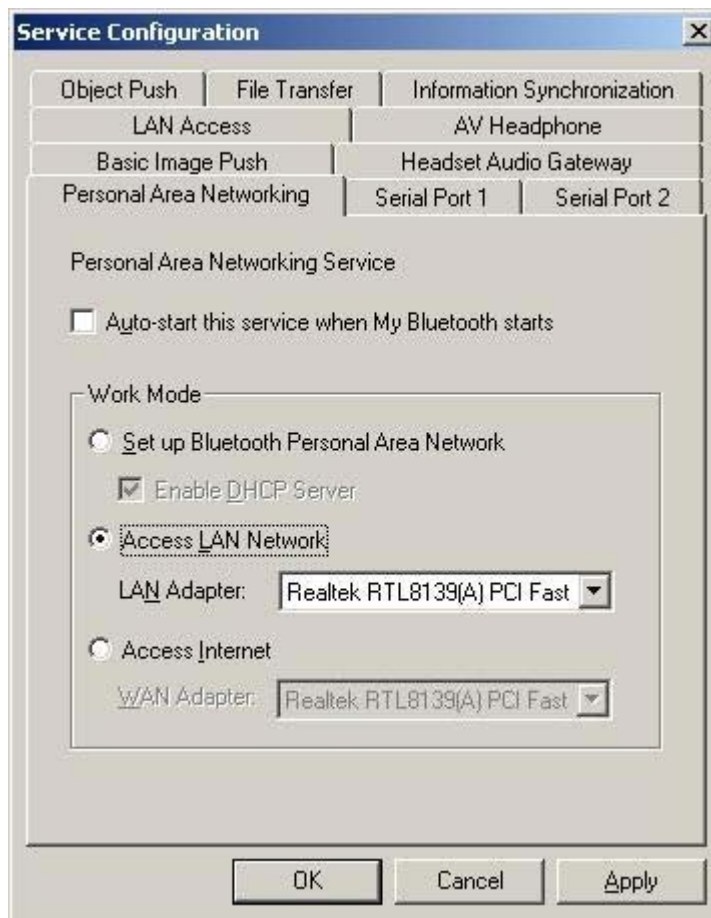 Service Configuration
Object Push File Transfer Information Synchronization
LAN Access AV Headphone
Basic Image Push Headset Audio Gateway
Personal Area Networking Serial Port 1 Serial Port 2
Personal Area Networking Service
Auto-start this service when My Bluetooth starts
Work Mode
Set up Bluetooth Personal Area Network
Enable DHCP Server
Access LAN Network
LAN Adapter: Realtek RTL8139(A) PCI Fast
Access Internet
WAN Adapter: Realtek RTL8139(A) PCI Fast
OK Cancel Apply